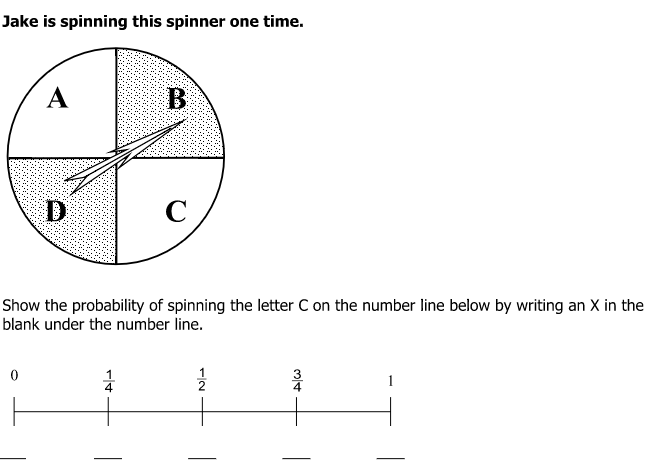 Jake is spinning this spinner one time.
A B
D C
Show the probability of spinning the letter C on the number line below by writing an X in the
blank under the number line.
0 1/4 1/2 3/4 1